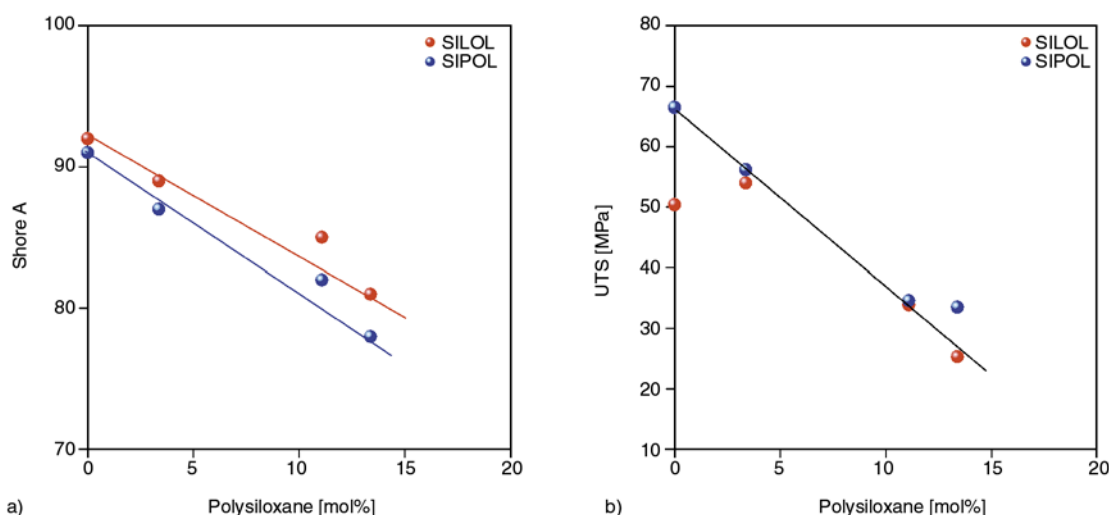 100
90
80
70
Shore A
SILOL
SIPOL
0 5 10 15 20
a) Polysiloxane [mol%]
80
70
60
50
40
30
20
10
UTS [MPa]
SILOL
SIPOL
0 5 10 15 20
b) Polysiloxane [mol%]